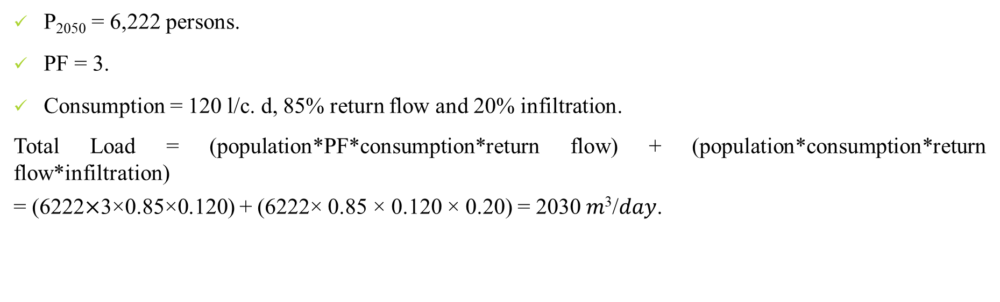 ✓ P₂₀₅₀ = 6,222 persons.
✓ PF = 3.
✓ Consumption = 120 l/c. d, 85% return flow and 20% infiltration.
Total Load = (population*PF*consumption*return flow) + (population*consumption*return
flow*infiltration)
= (6222×3×0.85×0.120) + (6222× 0.85 × 0.120 × 0.20) = 2030 m³/day.